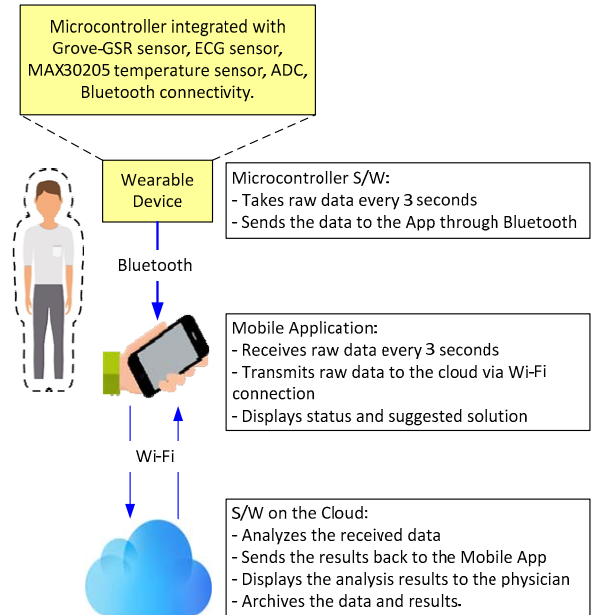 Microcontroller integrated with
Grove-GSR sensor, ECG sensor,
MAX30205 temperature sensor, ADC,
Bluetooth connectivity.
Wearable
Device
Microcontroller S/W:
- Takes raw data every 3 seconds
- Sends the data to the App through Bluetooth
Bluetooth
Mobile Application:
- Receives raw data every 3 seconds
- Transmits raw data to the cloud via Wi-Fi
connection
- Displays status and suggested solution
Wi-Fi
S/W on the Cloud:
- Analyzes the received data
- Sends the results back to the Mobile App
- Displays the analysis results to the physician
- Archives the data and results.